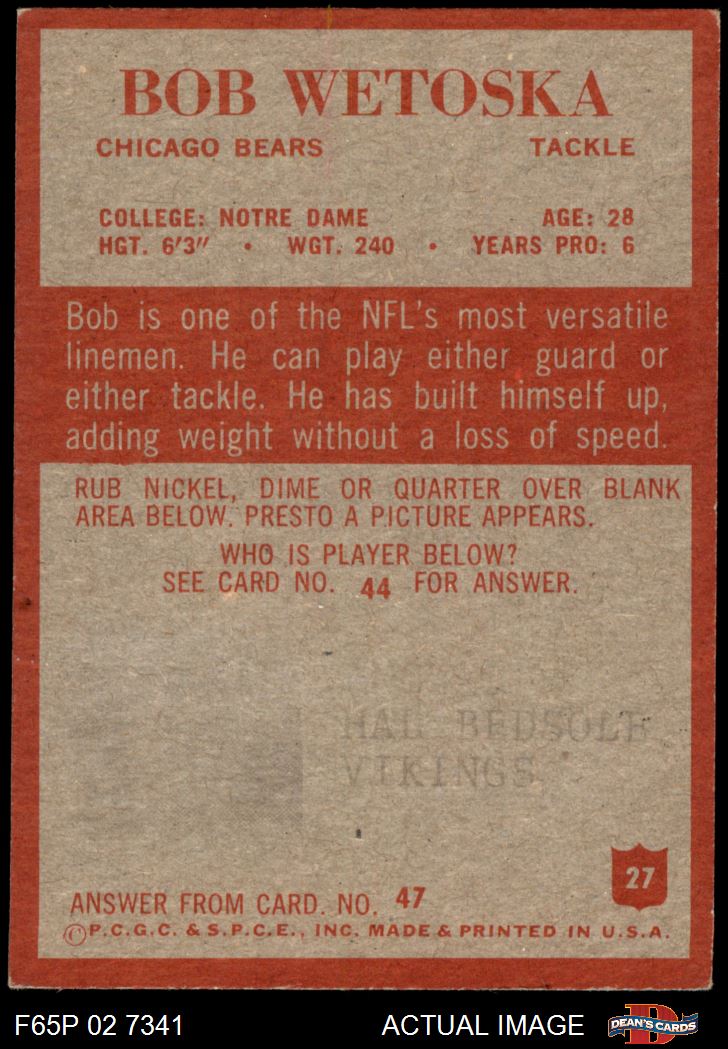 BOB WETOSKA
CHICAGO BEARS TACKLE
COLLEGE: NOTRE DAME AGE: 28
HGT. 6'3" • WGT. 240 • YEARS PRO: 6
Bob is one of the NFL's most versatile
linemen. He can play either guard or
either tackle. He has built himself up,
adding weight without a loss of speed.
RUB NICKEL, DIME OR QUARTER OVER BLANK
AREA BELOW. PRESTO A PICTURE APPEARS.
WHO IS PLAYER BELOW?
SEE CARD NO. 44 FOR ANSWER.
HAL BEDSOLE
VIKINGS
27
ANSWER FROM CARD. NO. 47
© P.C.G.C. & S.P.C.E., INC. MADE & PRINTED IN U.S.A.
F65P 02 7341 ACTUAL IMAGE D DEAN'S CARDS